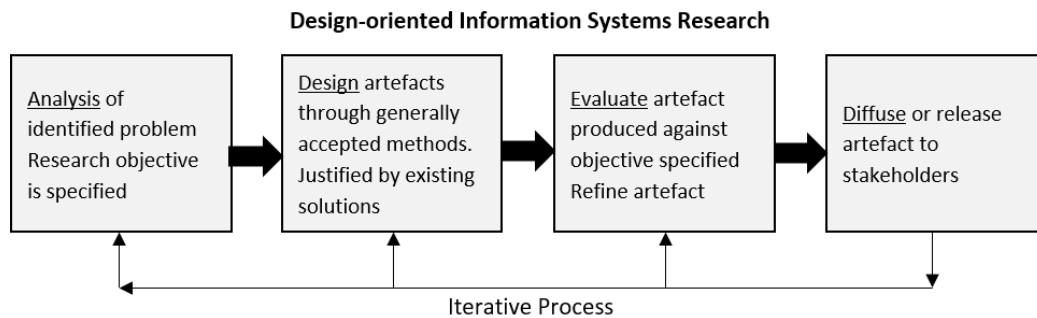 Design-oriented Information Systems Research
Analysis of
identified problem
Research objective
is specified
Design artefacts
through generally
accepted methods.
Justified by existing
solutions
Evaluate artefact
produced against
objective specified
Refine artefact
Diffuse or release
artefact to
stakeholders
Iterative Process